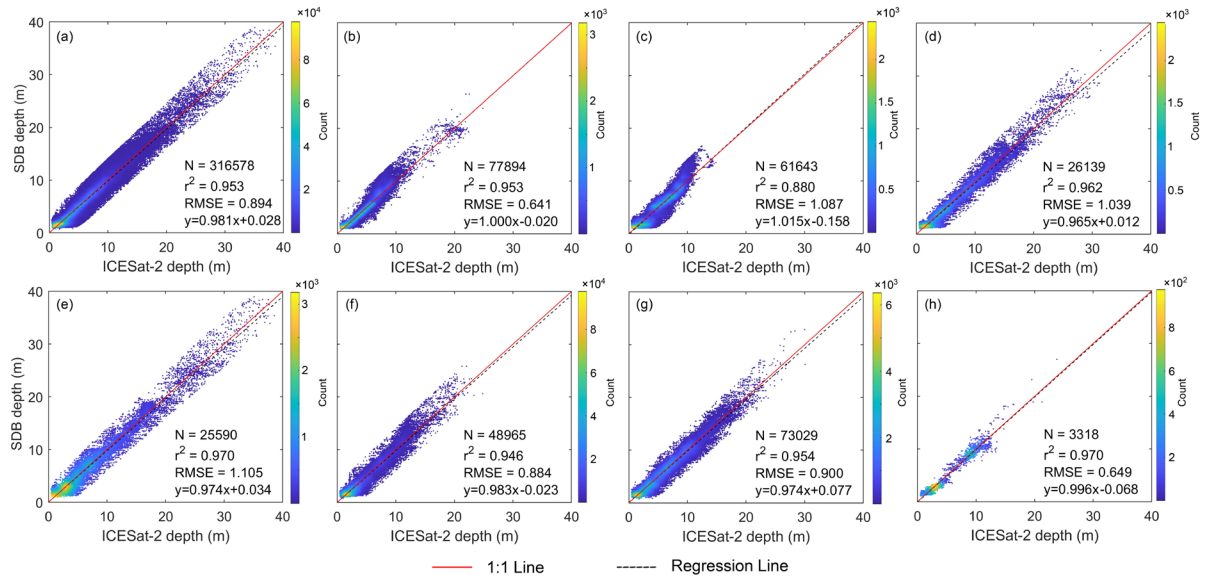 (a)
SDB depth (m)
40
30
20
10
0
0 10 20 30 40
ICESat-2 depth (m)
N = 316578
r² = 0.953
RMSE = 0.894
y=0.981x+0.028
×10⁴
8
6
4
2
Count
(b)
0 10 20 30 40
ICESat-2 depth (m)
N = 77894
r² = 0.953
RMSE = 0.641
y=1.000x-0.020
×10³
3
2
1
Count
(c)
0 10 20 30 40
ICESat-2 depth (m)
N = 61643
r² = 0.880
RMSE = 1.087
y=1.015x-0.158
×10³
2
1.5
1
0.5
Count
(d)
0 10 20 30 40
ICESat-2 depth (m)
N = 26139
r² = 0.962
RMSE = 1.039
y=0.965x+0.012
×10³
2
1.5
1
0.5
Count
(e)
SDB depth (m)
40
30
20
10
0
0 10 20 30 40
ICESat-2 depth (m)
N = 25590
r² = 0.970
RMSE = 1.105
y=0.974x+0.034
×10³
3
2
1
Count
(f)
0 10 20 30 40
ICESat-2 depth (m)
N = 48965
r² = 0.946
RMSE = 0.884
y=0.983x-0.023
×10⁴
8
6
4
2
Count
(g)
0 10 20 30 40
ICESat-2 depth (m)
N = 73029
r² = 0.954
RMSE = 0.900
y=0.974x+0.077
×10³
6
4
2
Count
(h)
0 10 20 30 40
ICESat-2 depth (m)
N = 3318
r² = 0.970
RMSE = 0.649
y=0.996x-0.068
×10²
8
6
4
2
Count
1:1 Line
Regression Line